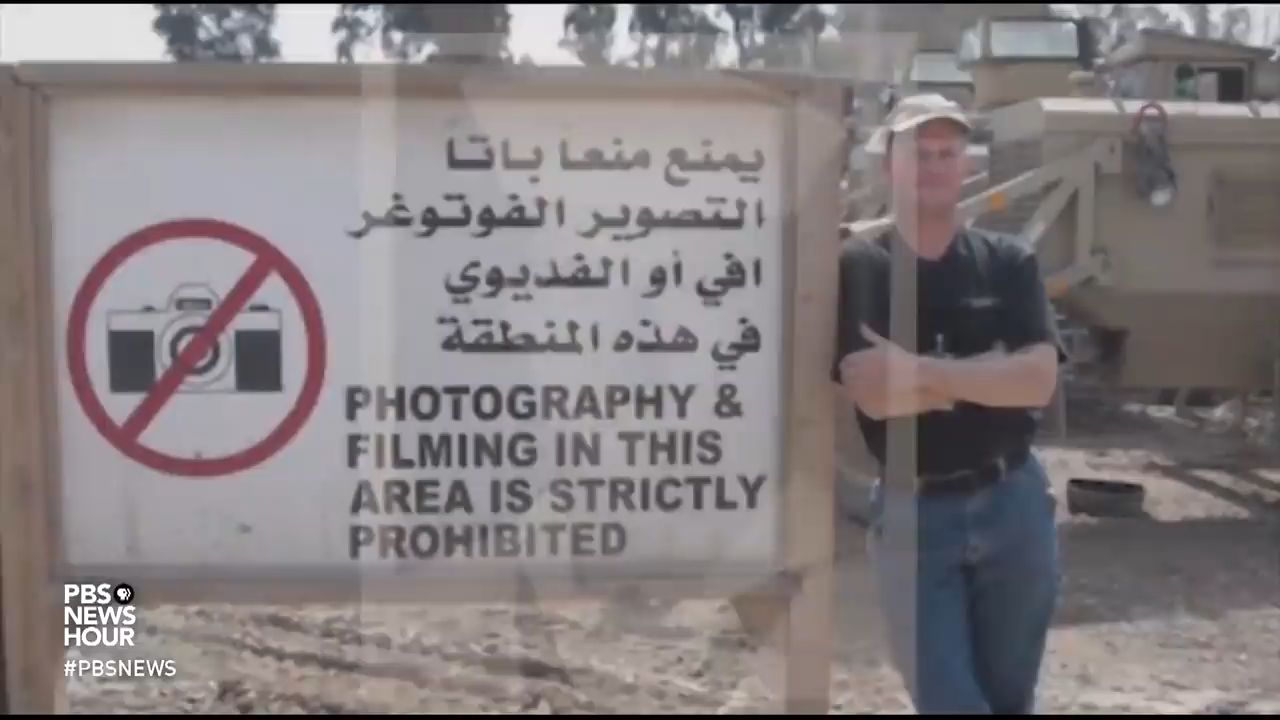 يمنع منعا باتا
التصوير الفوتوغر
افي أو الفديوي
في هذه المنطقة
PHOTOGRAPHY &
FILMING IN THIS
AREA IS STRICTLY
PROHIBITED
PBS
NEWS
HOUR
#PBSNEWS